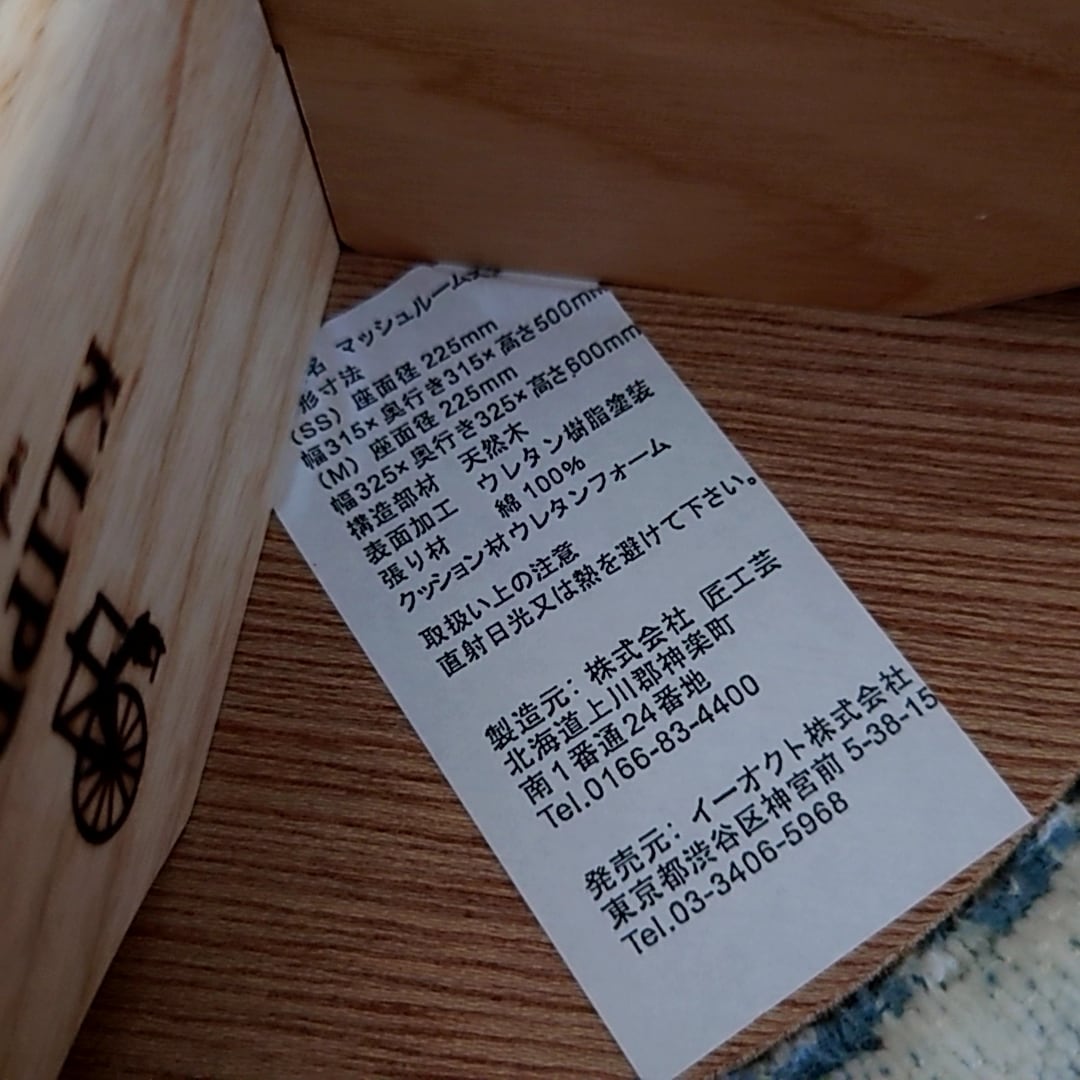 名 マッシュルームス
形寸法
(SS) 座面径 225mm
幅315× 奥行き315× 高さ500mm
(M) 座面径 225mm
幅325× 奥行き325× 高さ600mm
構造部材 天然木
表面加工 ウレタン樹脂塗装
張り材 綿 100%
クッション材ウレタンフォーム
取扱い上の注意
直射日光又は熱を避けて下さい。
製造元: 株式会社 匠工芸
北海道上川郡神楽町
南1番通24番地
Tel.0166-83-4400
発売元: イーオクト株式会社
東京都渋谷区神宮前 5-38-15
Tel.03-3406-5968